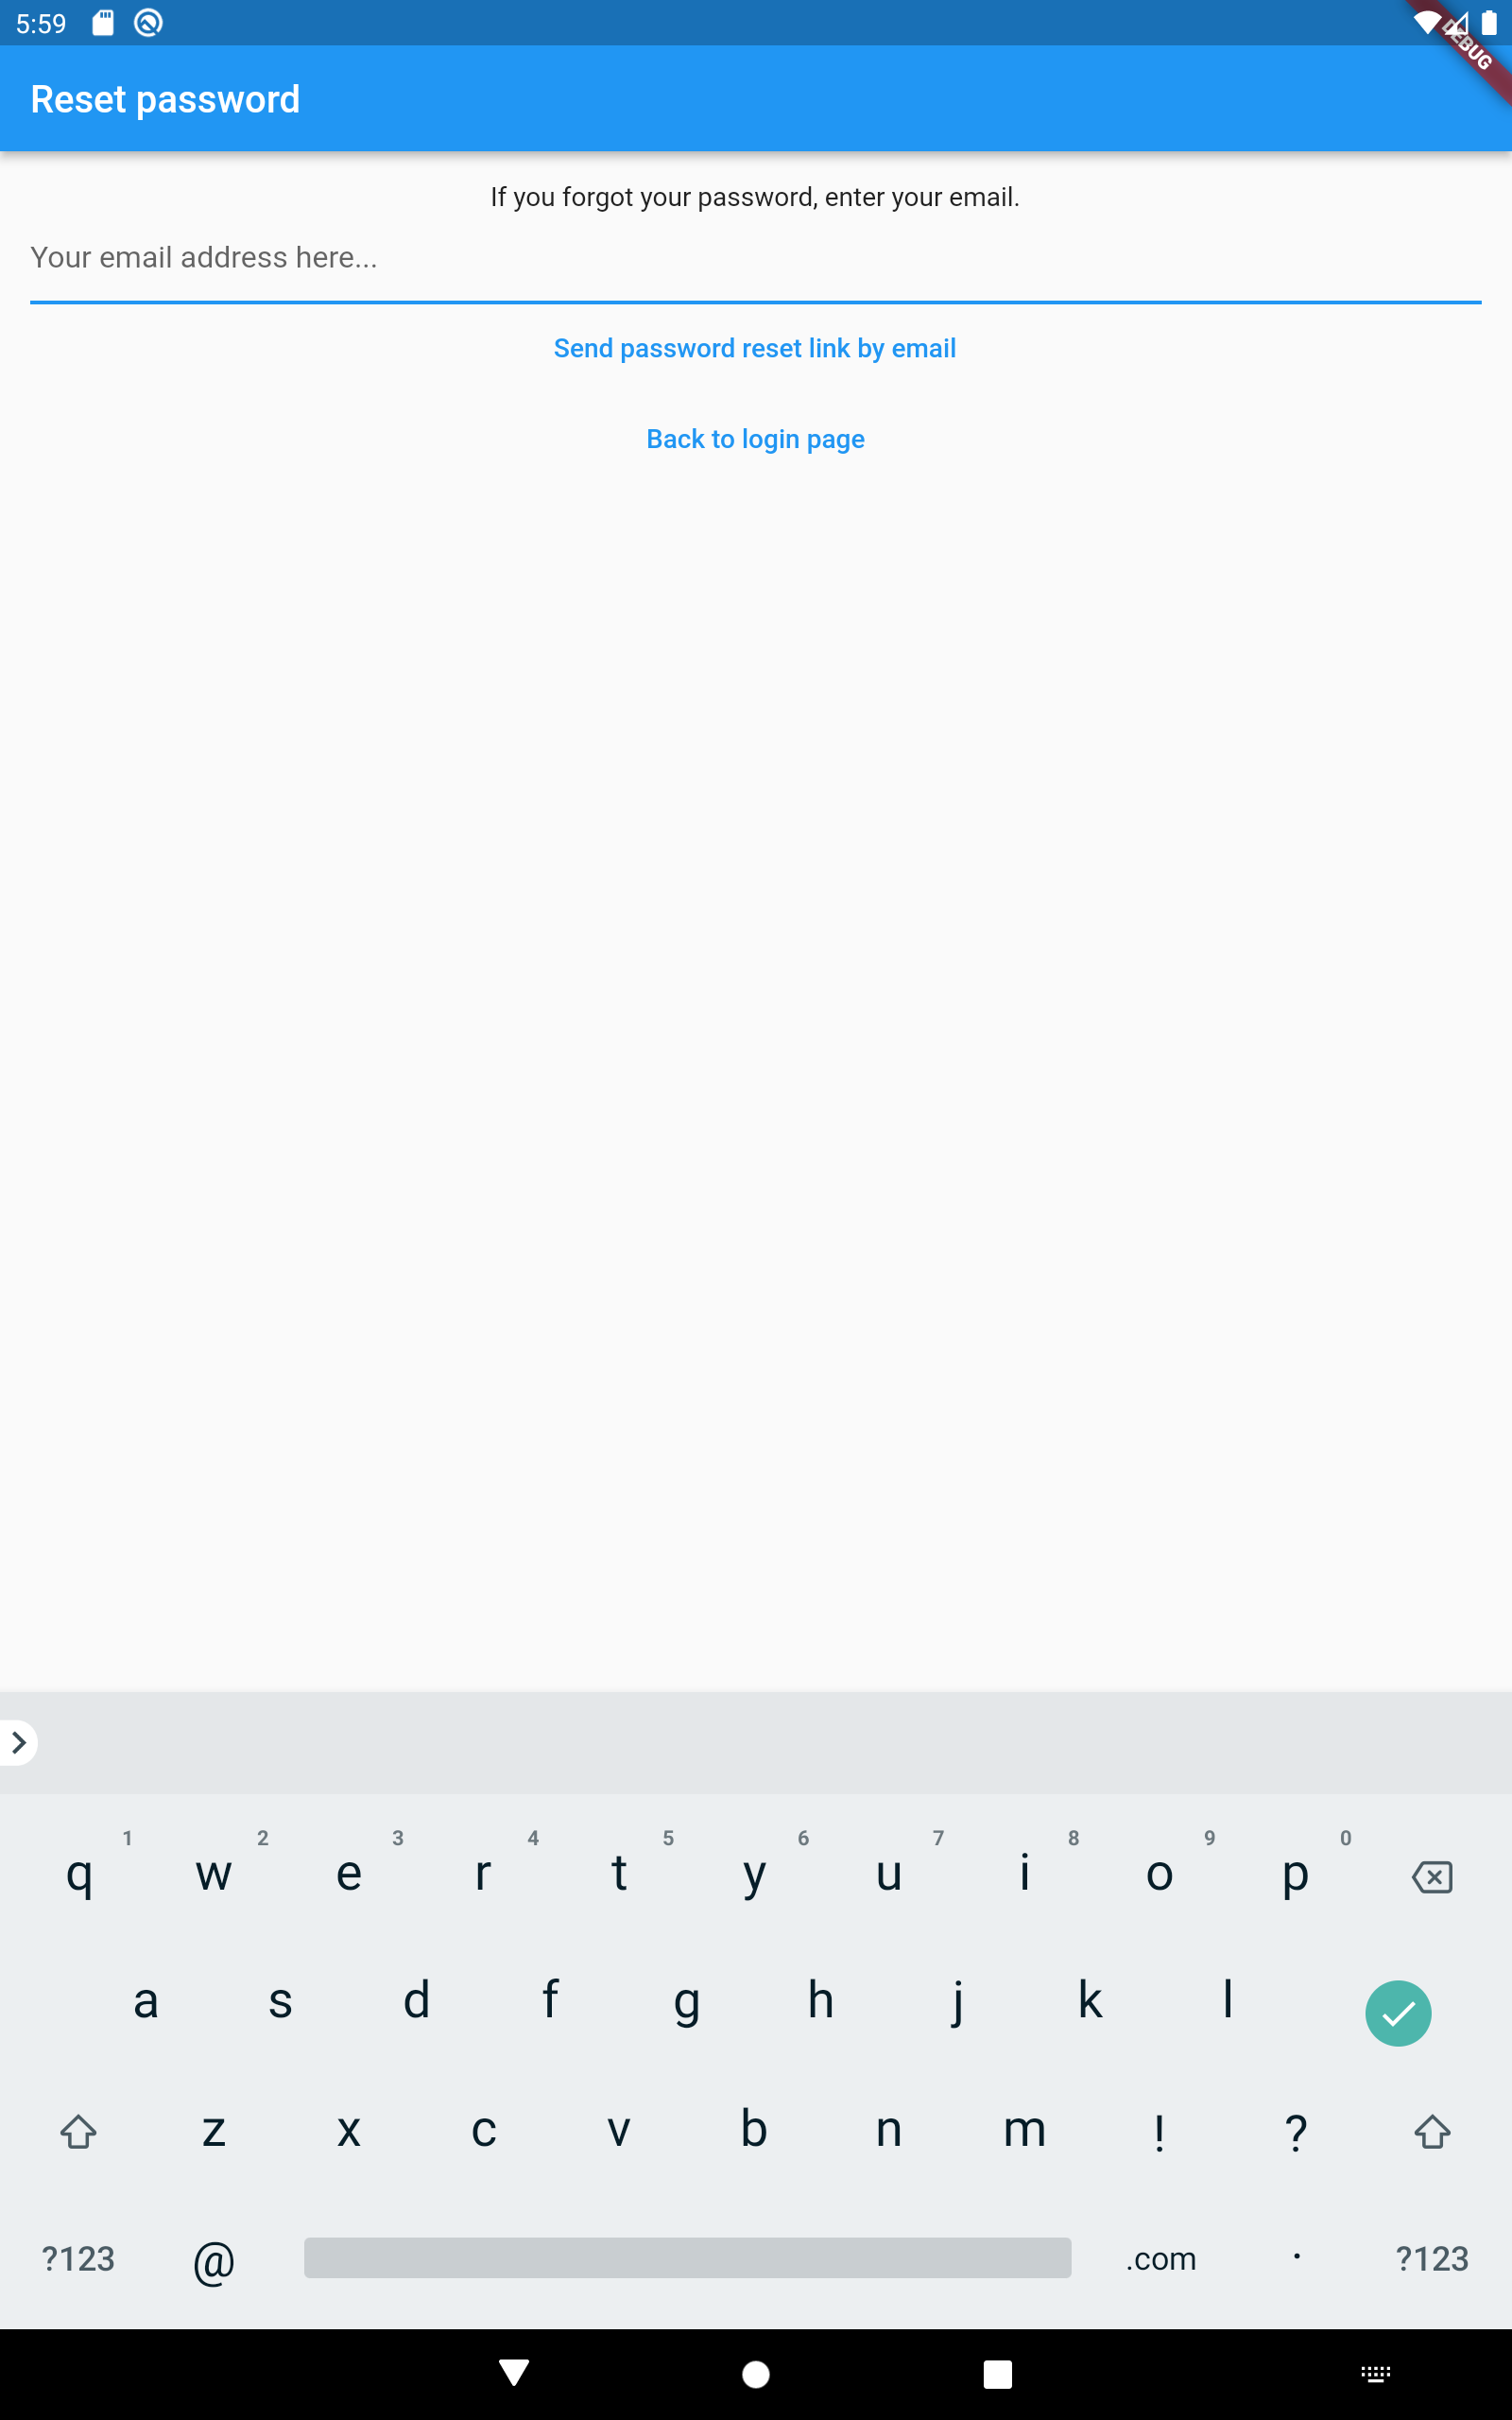 5:59
DEBUG
Reset password
If you forgot your password, enter your email.
Your email address here...
Send password reset link by email
Back to login page
1 2 3 4 5 6 7 8 9 0
q w e r t y u i o p
a s d f g h j k l
z x c v b n m ! ?
?123 @ .com . ?123